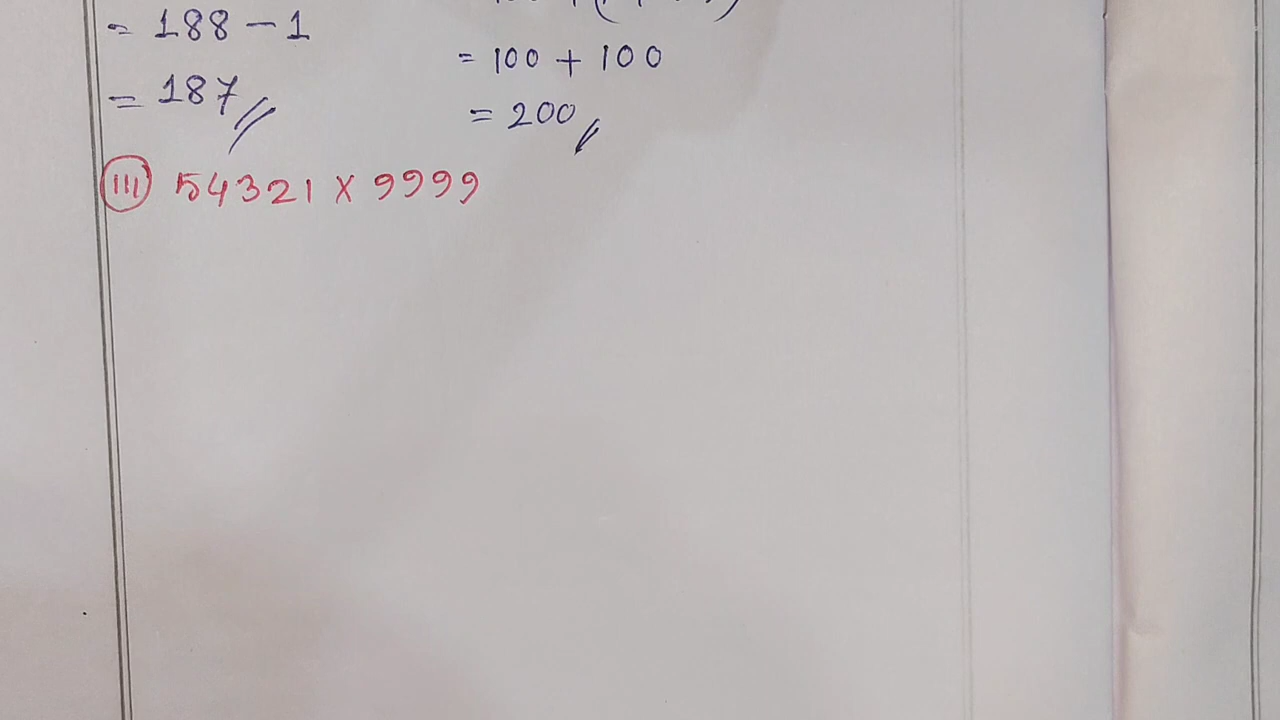 = 188 - 1
= 187
= 100 + 100
= 200
(III) 54321 x 9999